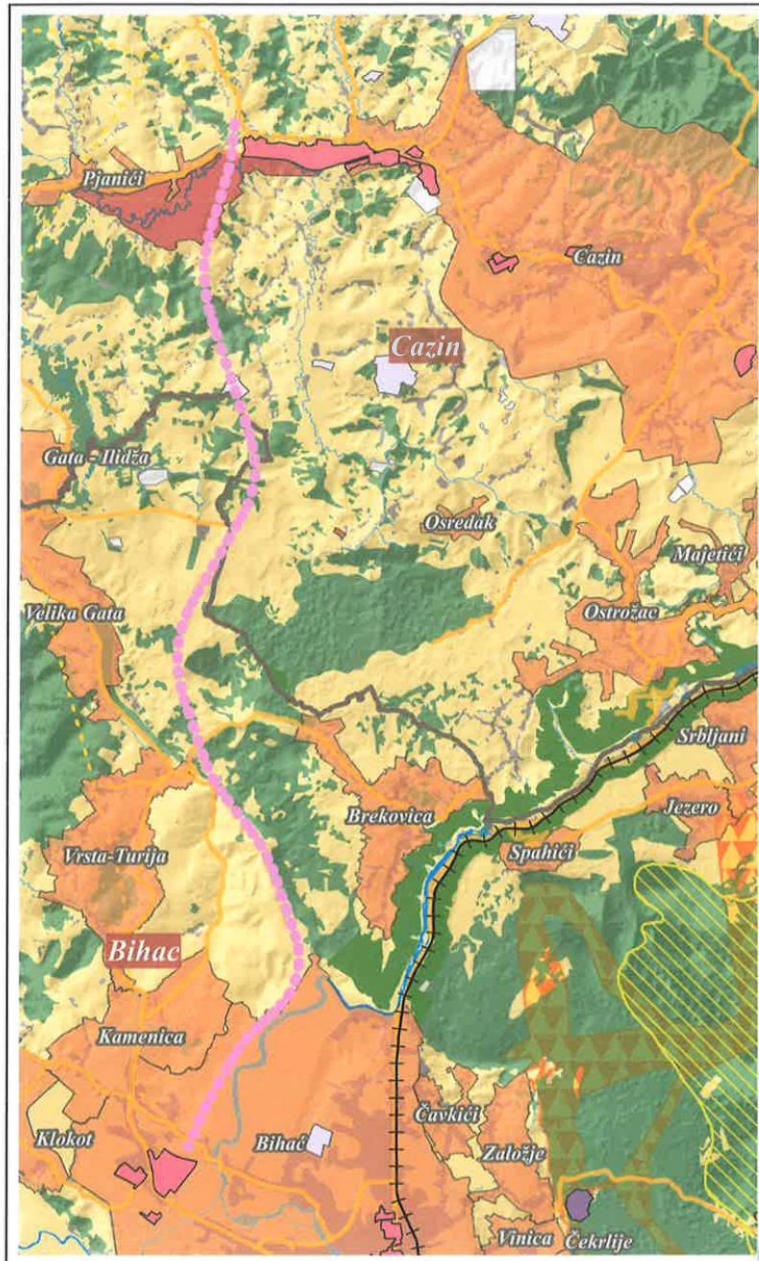 Pjanići
Cazin
Cazin
Gata - Ilidža
Osredak
Majetići
Velika Gata
Ostrožac
Srbljani
Brekovica
Jezero
Vrsta-Turija
Spahići
Bihac
Kamenica
Čavkići
Klokot
Bihać
Založje
Vinica
Čekrlije